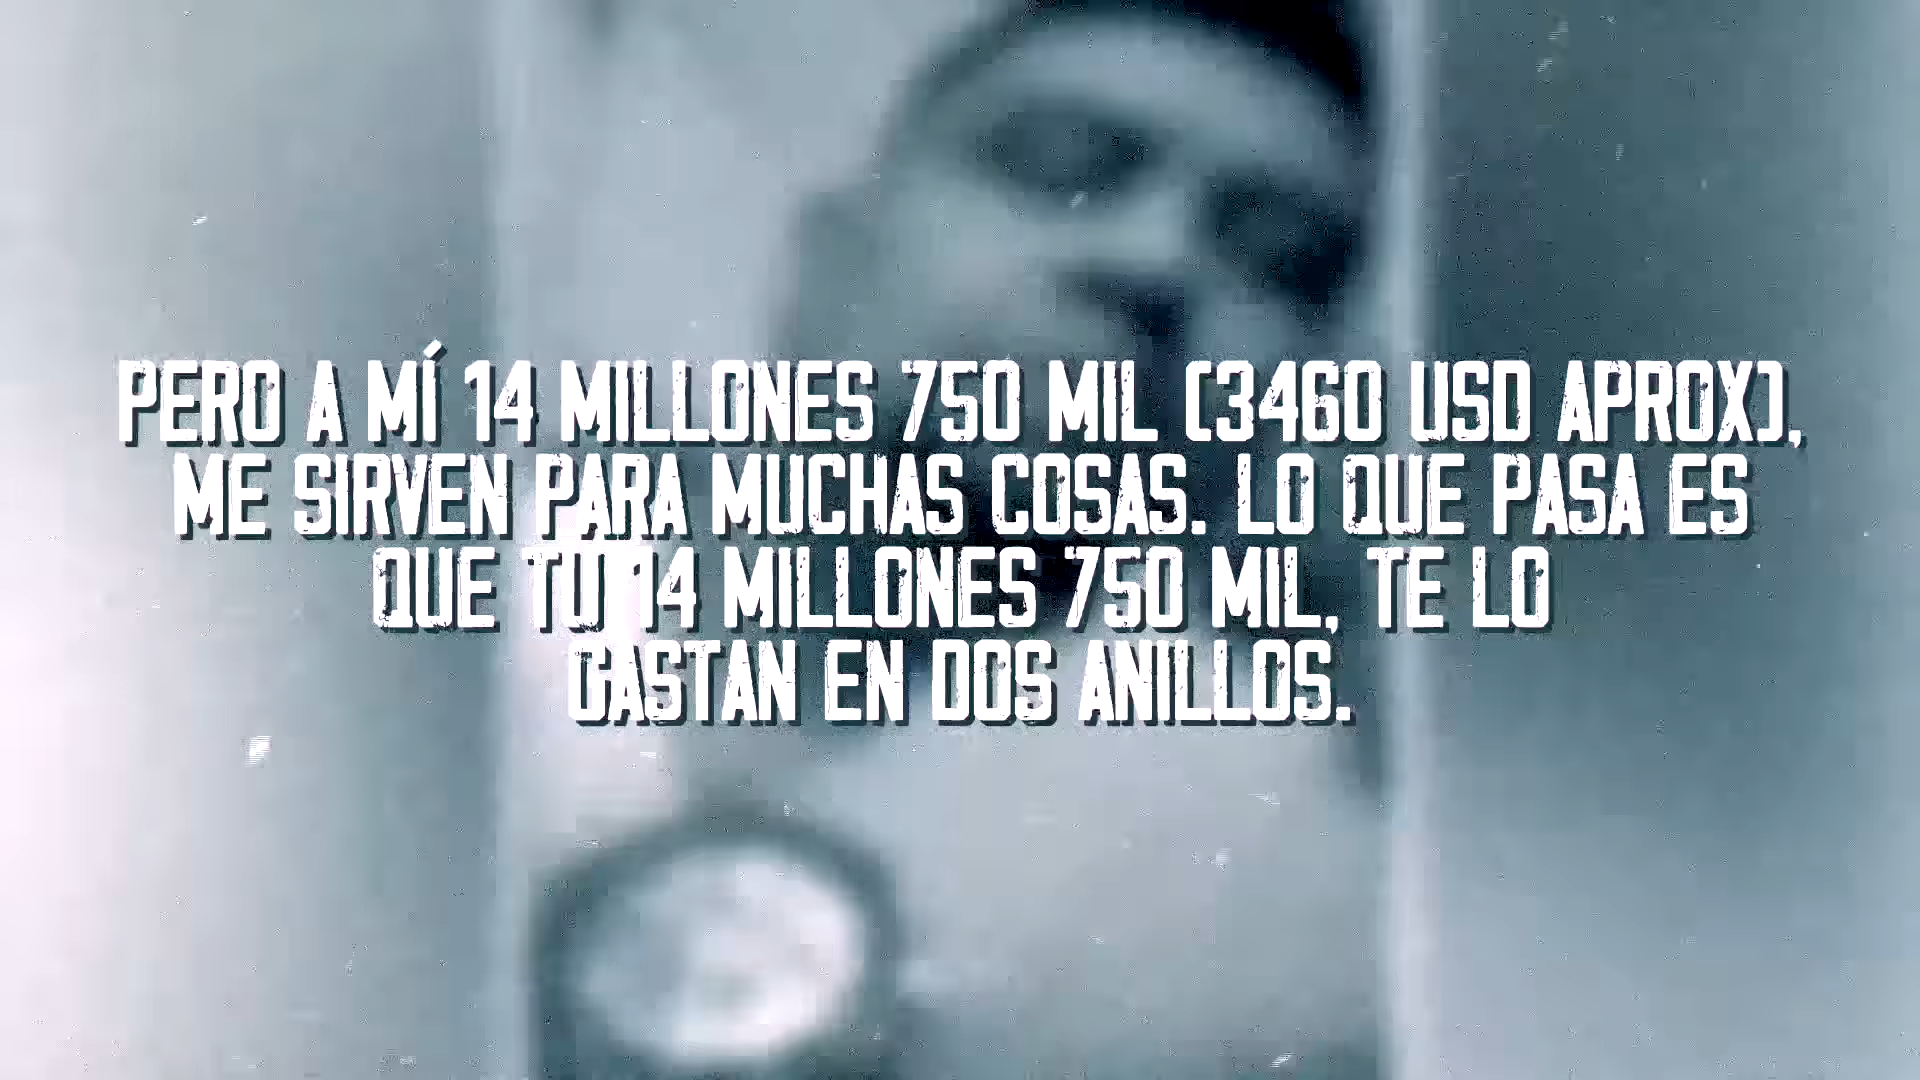 PERO A MÍ 14 MILLONES 750 MIL (3460 USD APROX),
ME SIRVEN PARA MUCHAS COSAS. LO QUE PASA ES
QUE TU 14 MILLONES 750 MIL, TE LO
GASTAN EN DOS ANILLOS.